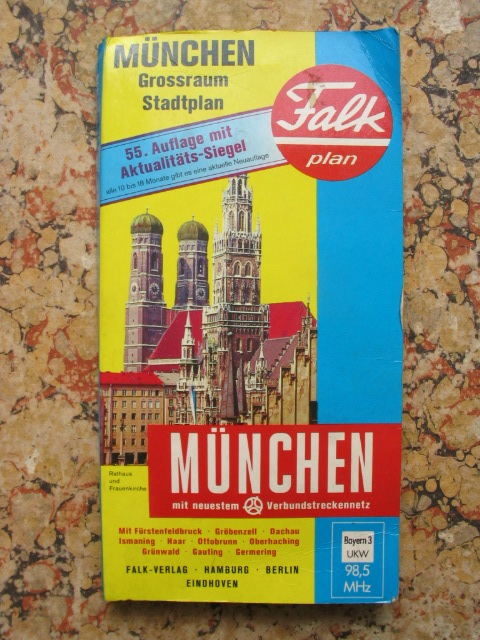 MÜNCHEN
Grossraum
Stadtplan
Falk
plan
55. Auflage mit
Aktualitäts-Siegel
alle 10 bis 18 Monate gibt es eine aktuelle Neuauflage
Rathaus
und
Frauenkirche
MÜNCHEN
mit neuestem Verbundstreckennetz
Mit Fürstenfeldbruck · Gröbenzell · Dachau
Ismaning · Haar · Ottobrunn · Oberhaching
Grünwald · Gauting · Germering
FALK-VERLAG · HAMBURG · BERLIN
EINDHOVEN
Bayern 3
UKW
98,5
MHz